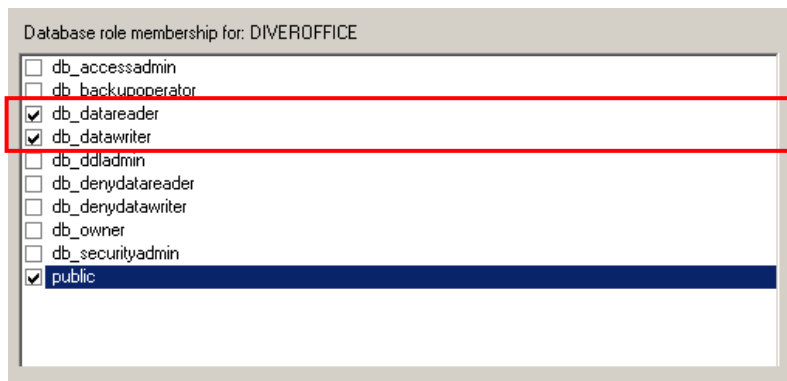 Database role membership for: DIVEROFFICE
db_accessadmin
db_backupoperator
db_datareader
db_datawriter
db_ddladmin
db_denydatareader
db_denydatawriter
db_owner
db_securityadmin
public